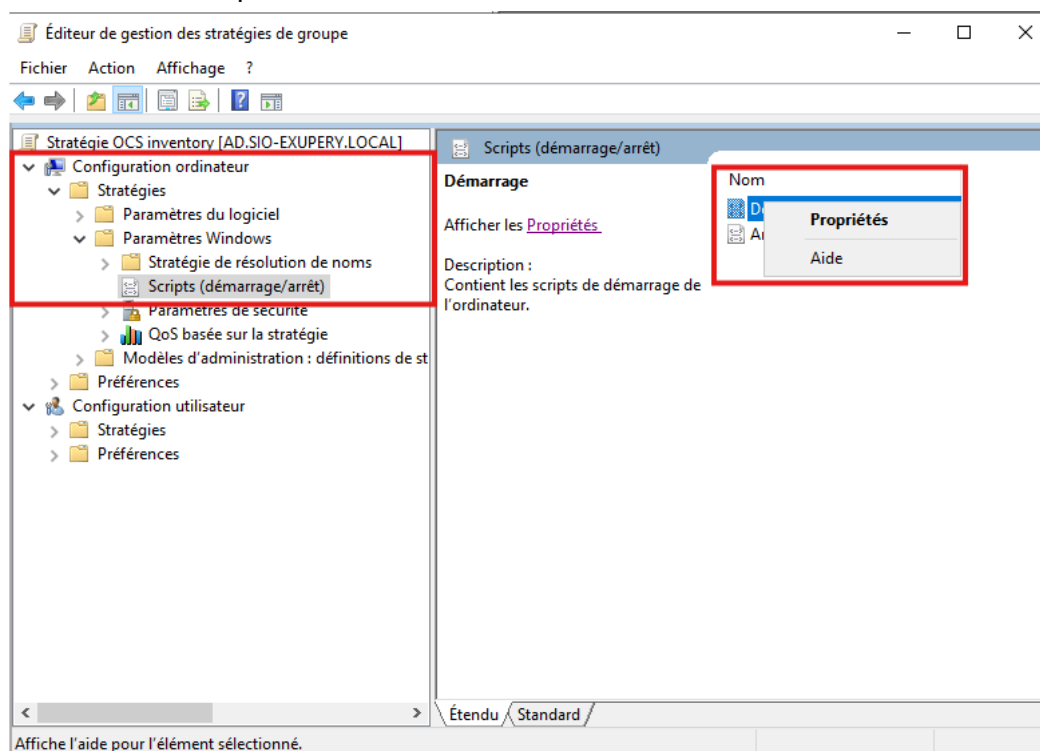 Éditeur de gestion des stratégies de groupe
Fichier Action Affichage ?
Stratégie OCS inventory [AD.SIO-EXUPERY.LOCAL]
Configuration ordinateur
Stratégies
Paramètres du logiciel
Paramètres Windows
Stratégie de résolution de noms
Scripts (démarrage/arrêt)
Paramètres de sécurité
QoS basée sur la stratégie
Modèles d'administration : définitions de st
Préférences
Configuration utilisateur
Stratégies
Préférences
Scripts (démarrage/arrêt)
Démarrage
Afficher les Propriétés
Description :
Contient les scripts de démarrage de
l'ordinateur.
Nom
Propriétés
Aide
Étendu Standard
Affiche l'aide pour l'élément sélectionné.